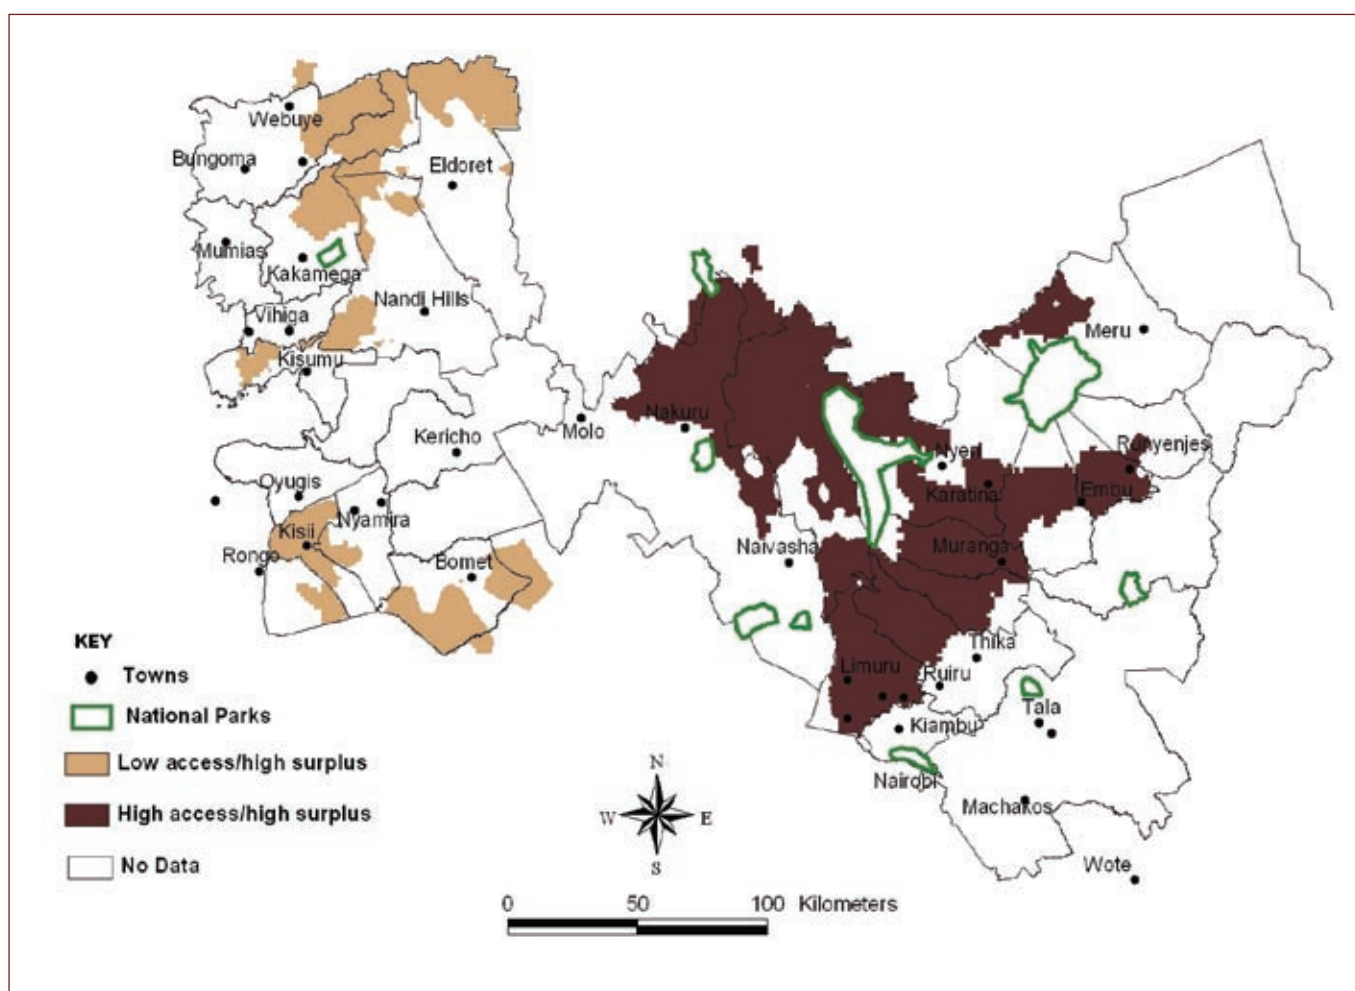 Webuye
Bungoma
Eldoret
Mumias
Kakamega
Nandi Hills
Vihiga
Kisumu
Meru
Molo
Nakuru
Kericho
Nyeri
Runyenjes
Oyugis
Karatina
Embu
Nyamira
Kisii
Naivasha
Muranga
Rongo
Bomet
KEY
Towns
National Parks
Low access/high surplus
High access/high surplus
No Data
Thika
Limuru
Ruiru
Tala
Kiambu
Nairobi
Machakos
Wote
N
W E
S
0 50 100 Kilometers